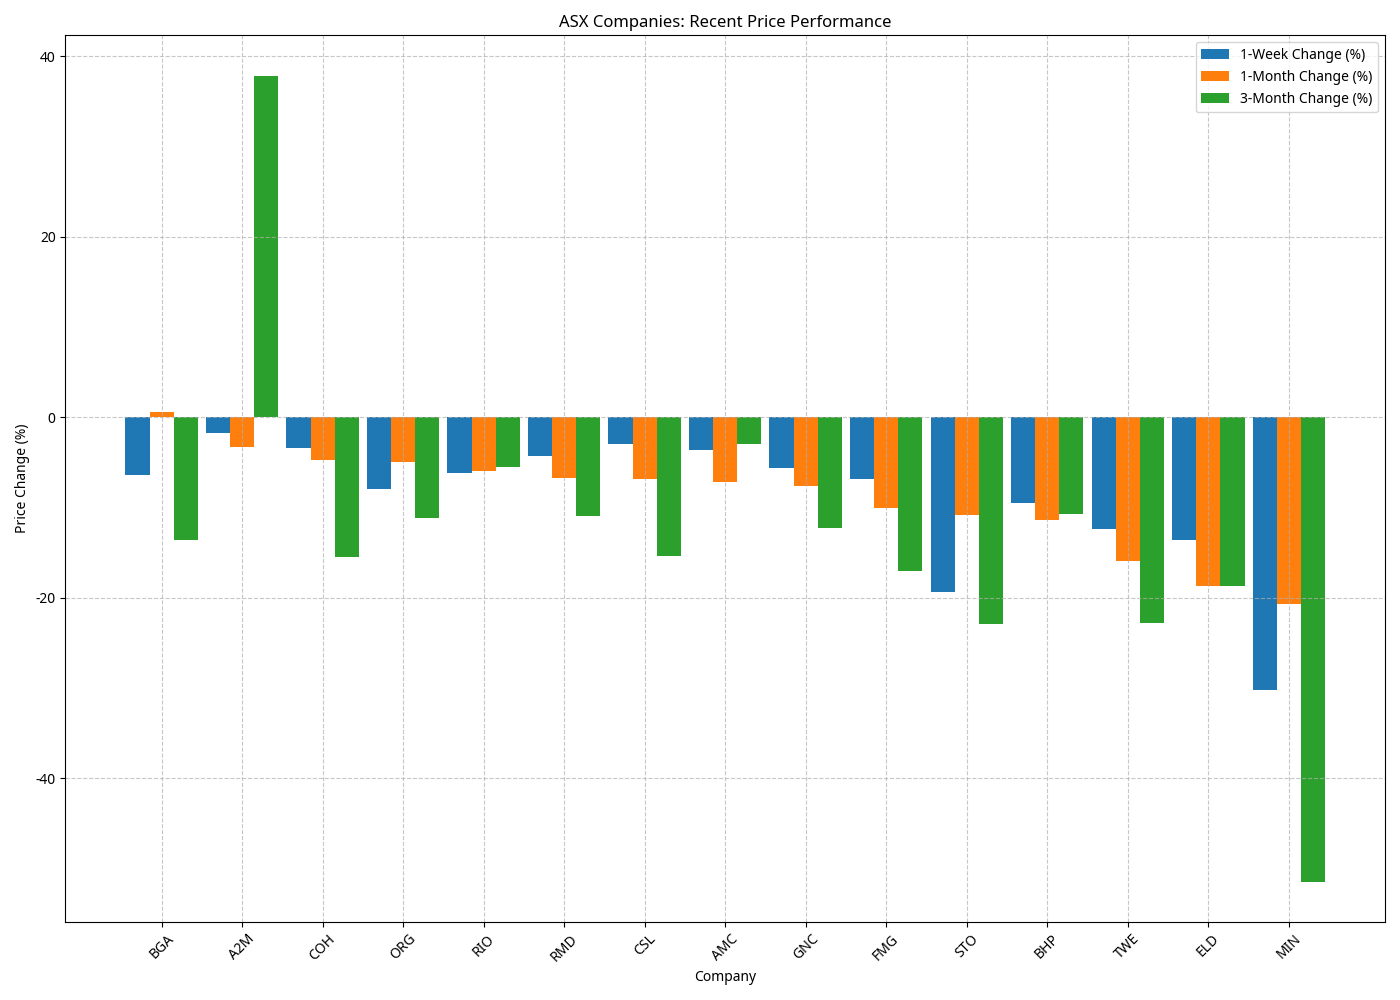 ASX Companies: Recent Price Performance
1-Week Change (%)
1-Month Change (%)
3-Month Change (%)
Price Change (%)
40
20
0
-20
-40
BGA
A2M
COH
ORG
RIO
RMD
CSL
AMC
GNC
FMG
STO
BHP
TWE
ELD
MIN
Company